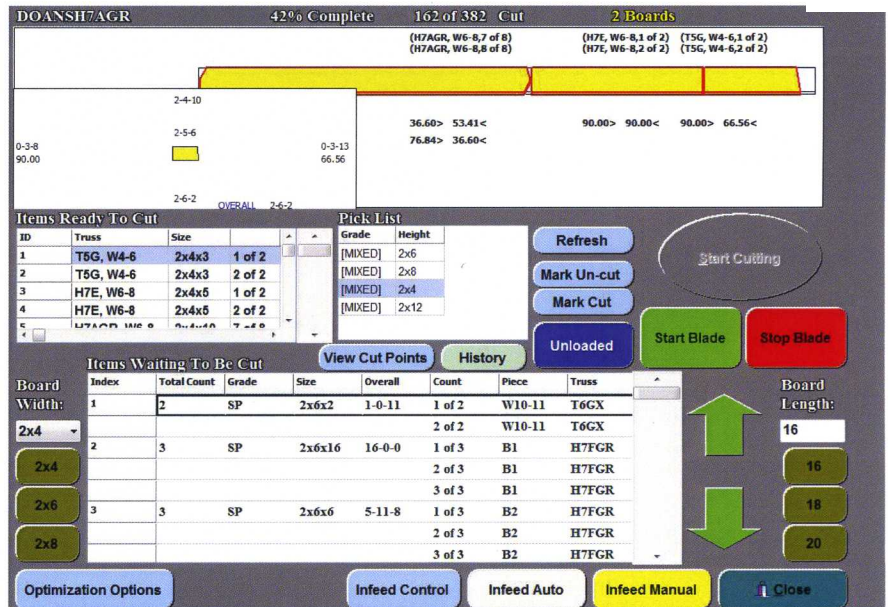 DOANSH7AGR 42% Complete 162 of 382 Cut 2 Boards
(H7AGR, W6-8,7 of 8) (H7E, W6-8,1 of 2) (T5G, W4-6,1 of 2)
(H7AGR, W6-8,8 of 8) (H7E, W6-8,2 of 2) (T5G, W4-6,2 of 2)
2-4-10
36.60> 53.41< 90.00> 90.00< 90.00> 66.56<
2-5-6
76.84> 36.60<
0-3-8 0-3-13
90.00 66.56
2-6-2
OVERALL 2-6-2
Items Ready To Cut Pick List
ID Truss Size Grade Height
1 T5G, W4-6 2x4x3 1 of 2 [MIXED] 2x6
2 T5G, W4-6 2x4x3 2 of 2 [MIXED] 2x8
3 H7E, W6-8 2x4x5 1 of 2 [MIXED] 2x4
4 H7E, W6-8 2x4x5 2 of 2 [MIXED] 2x12
5 H7AGR, W6-8 2x4x10 7 of 8
Refresh
Mark Un-cut
Mark Cut
Unloaded
Start Cutting
Start Blade Stop Blade
View Cut Points History
Items Waiting To Be Cut
Board Width:
2x4
2x4
2x6
2x8
Index Total Count Grade Size Overall Count Piece Truss
1 2 SP 2x6x2 1-0-11 1 of 2 W10-11 T6GX
2 of 2 W10-11 T6GX
2 3 SP 2x6x16 16-0-0 1 of 3 B1 H7FGR
2 of 3 B1 H7FGR
3 of 3 B1 H7FGR
3 3 SP 2x6x6 5-11-8 1 of 3 B2 H7FGR
2 of 3 B2 H7FGR
3 of 3 B2 H7FGR
Board
Length:
16
16
18
20
Optimization Options Infeed Control Infeed Auto Infeed Manual Close